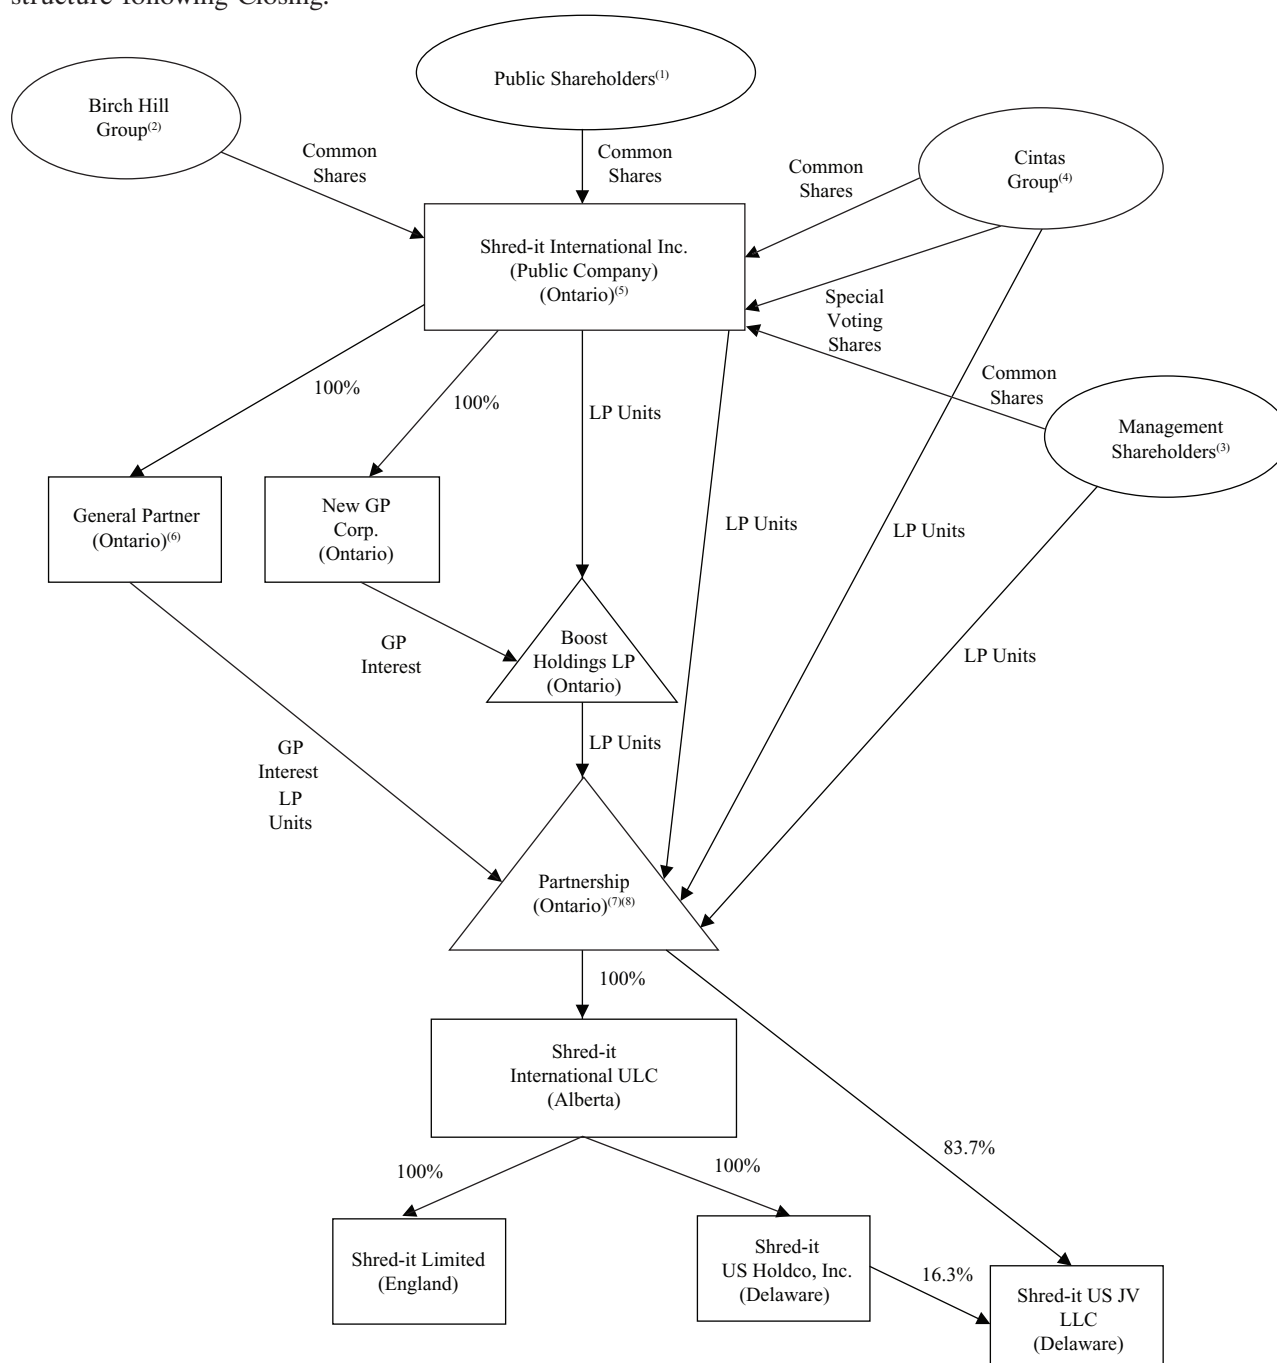 structure following Closing.
Public Shareholders(1)
Birch Hill
Group(2)
Cintas
Group(4)
Common
Shares
Common
Shares
Common
Shares
Shred-it International Inc.
(Public Company)
(Ontario)(5)
Special
Voting
Shares
Common
Shares
100%
100%
LP Units
Management
Shareholders(3)
General Partner
(Ontario)(6)
New GP
Corp.
(Ontario)
LP Units
LP Units
GP
Interest
Boost
Holdings LP
(Ontario)
LP Units
LP Units
GP
Interest
LP
Units
Partnership
(Ontario)(7)(8)
100%
Shred-it
International ULC
(Alberta)
83.7%
100%
100%
Shred-it Limited
(England)
Shred-it
US Holdco, Inc.
(Delaware)
16.3%
Shred-it US JV
LLC
(Delaware)